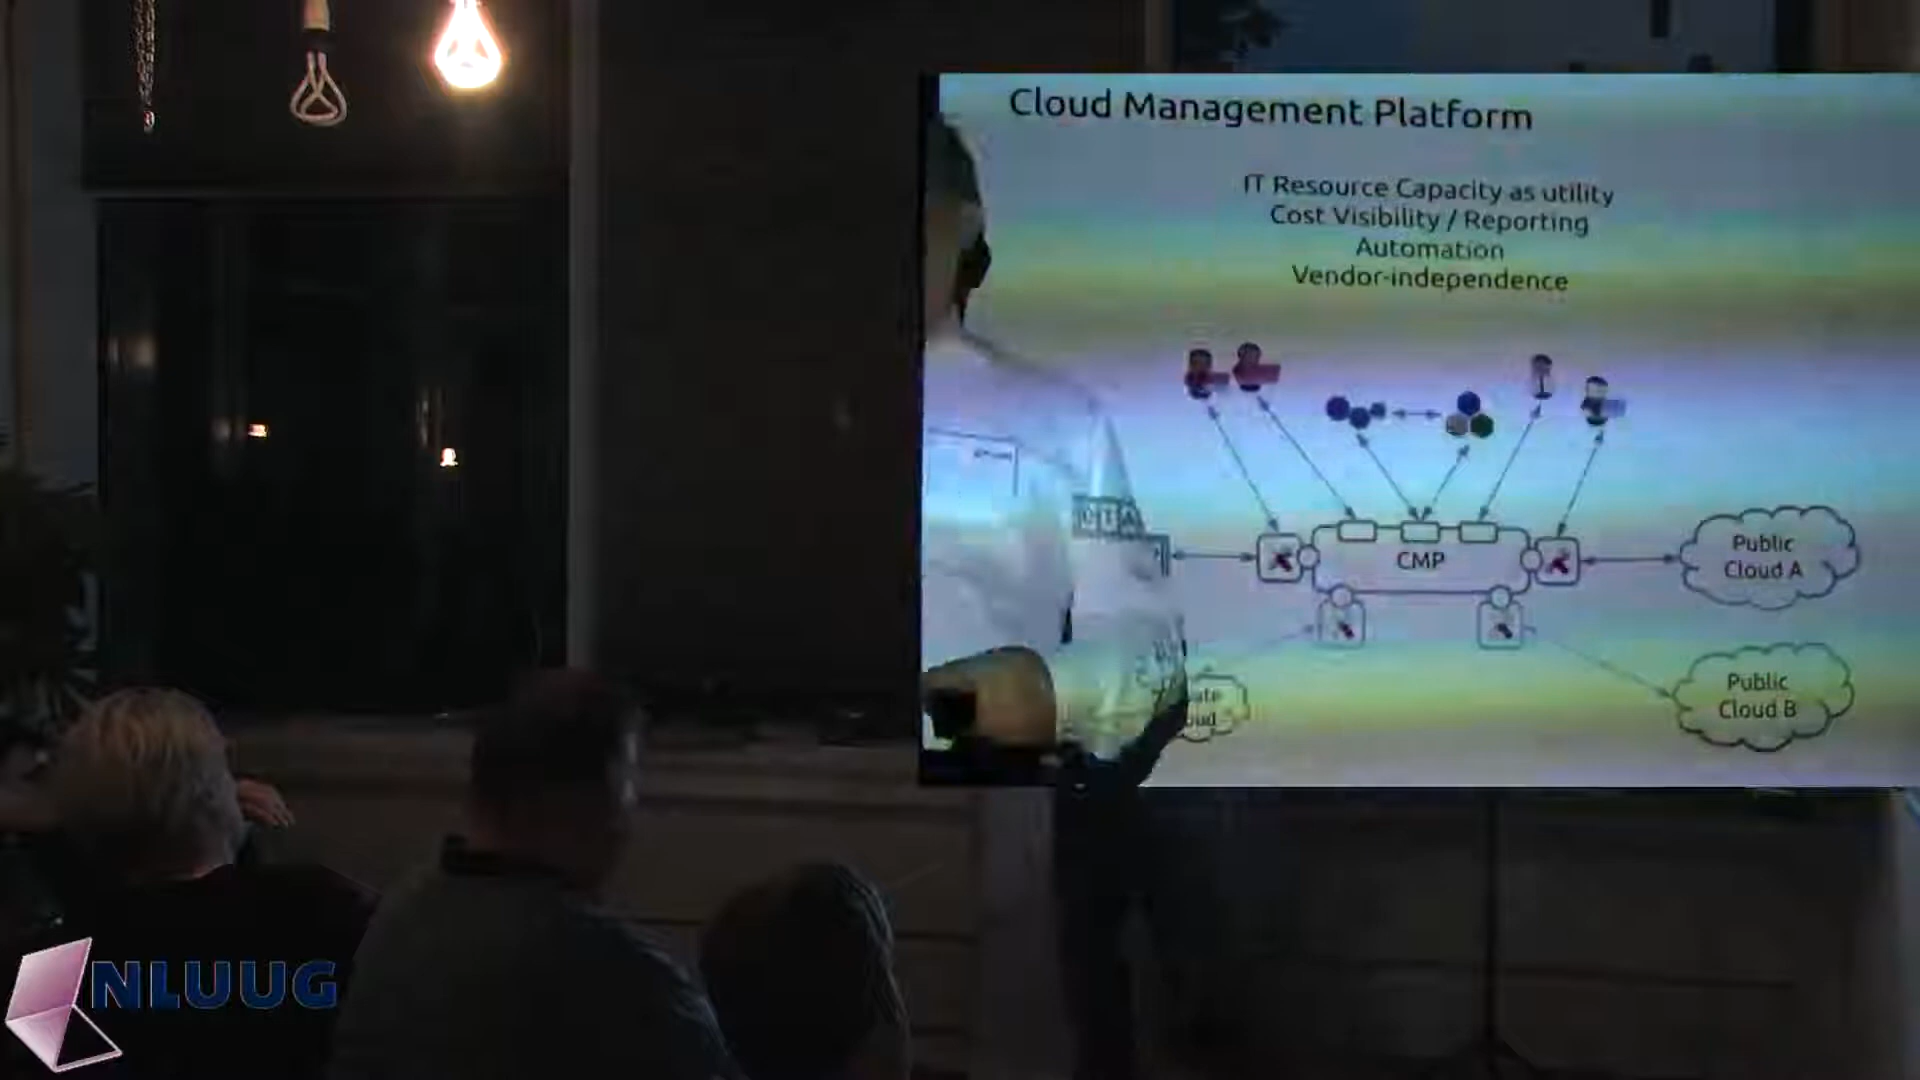 Cloud Management Platform
IT Resource Capacity as utility
Cost Visibility / Reporting
Automation
Vendor-independence
CMP
Public
Cloud A
Public
Cloud B
NLUUG